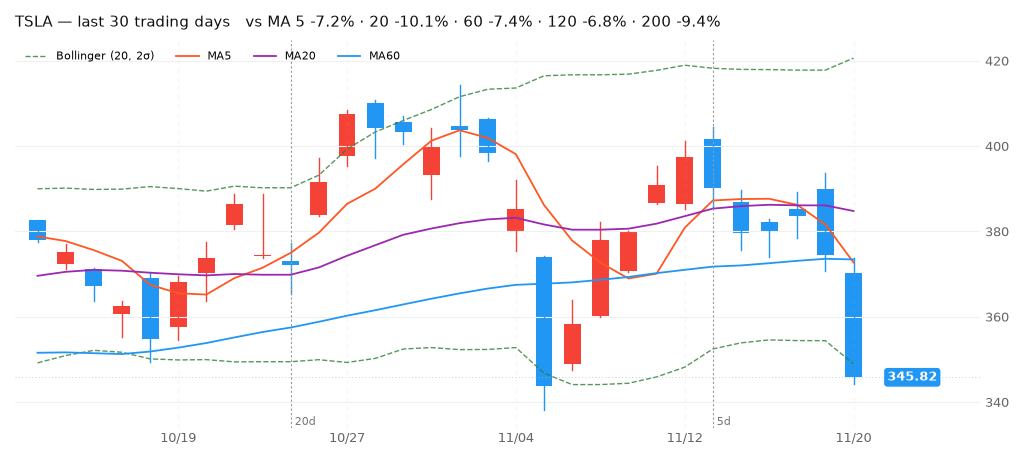 TSLA — last 30 trading days   vs MA 5 -7.2% · 20 -10.1% · 60 -7.4% · 120 -6.8% · 200 -9.4%
Bollinger (20, 2σ)   MA5   MA20   MA60
420
400
380
360
345.82
340
20d   5d
10/19   10/27   11/04   11/12   11/20